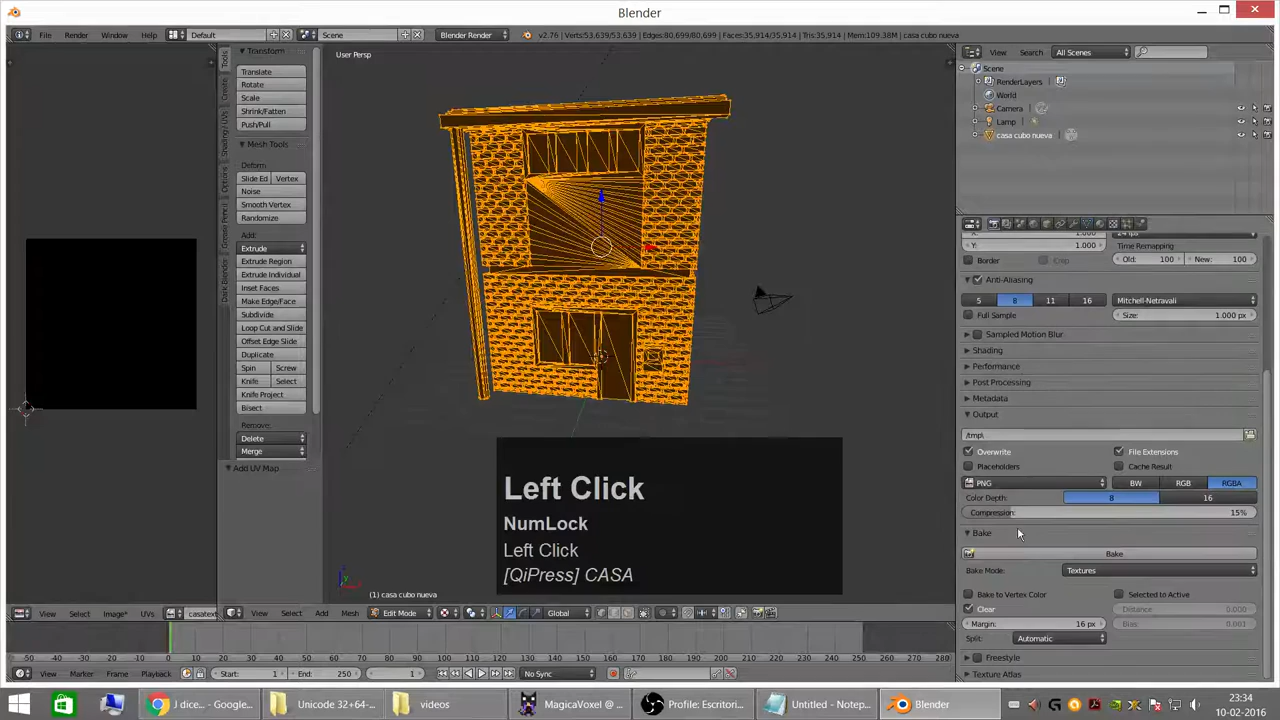 Blender
File Render Window Help Default Scene Blender Render v2.76 | Verts:53.639/53.639 | Edges:80.699/80.699 | Faces:35,914/35.914 | Tris:35,914 | Mem:109.38M | casa cubo nueva
View Search All Scenes
User Persp
Scene
RenderLayers
World
Camera
Lamp
casa cubo nueva
Tools
Create
Shading / UVs
Options
Grease Pencil
Transform
Translate
Rotate
Scale
Shrink/Fatten
Push/Pull
Mesh Tools
Deform:
Slide Ed Vertex
Noise
Smooth Vertex
Randomize
Add:
Extrude
Extrude Region
Extrude Individual
Inset Faces
Make Edge/Face
Subdivide
Loop Cut and Slide
Offset Edge Slide
Duplicate
Spin Screw
Knife Select
Knife Project
Bisect
Remove:
Delete
Merge
Add UV Map
Left Click
NumLock
Left Click
[QiPress] CASA
(1) casa cubo nueva
Y: 1.000
Time Remapping
Border Crop Old: 100 New: 100
Anti-Aliasing
5 8 11 16 Mitchell-Netravali
Full Sample Size: 1.000 px
Sampled Motion Blur
Shading
Performance
Post Processing
Metadata
Output
/tmp\
Overwrite File Extensions
Placeholders Cache Result
PNG BW RGB RGBA
Color Depth: 8 16
Compression: 15%
Bake
Bake
Bake Mode: Textures
Bake to Vertex Color Selected to Active
Clear Distance: 0.000
Margin: 16 px Bias: 0.001
Split: Automatic
Freestyle
Texture Atlas
View Select Image* UVs casatext
View Select Add Mesh Edit Mode Global
-50 -40 -30 -20 -10 0 10 20 30 40 50 60 70 80 90 100 110 120 130 140 150 160 170 180 190 200 210 220 230 240 250 260 270 280
View Marker Frame Playback Start: 1 End: 250 1 No Sync
J dice... - Google... Unicode 32+64-... videos MagicaVoxel @ ... Profile: Escritori... Untitled - Notep... Blender
23:34
10-02-2016